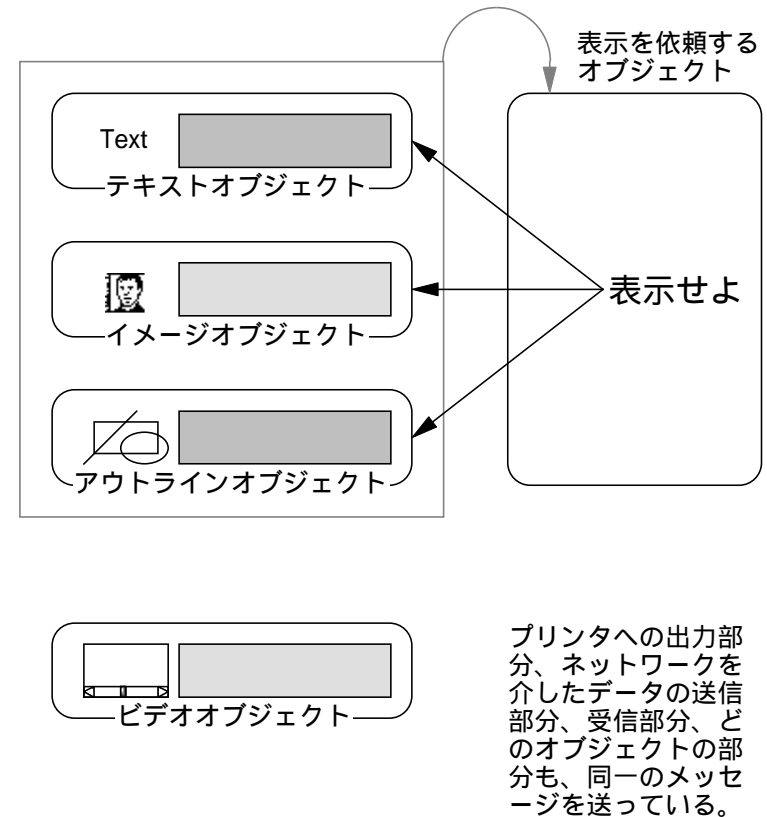 表示を依頼する
オブジェクト
Text
テキストオブジェクト
イメージオブジェクト
表示せよ
アウトラインオブジェクト
ビデオオブジェクト
プリンタへの出力部
分、ネットワークを
介したデータの送信
部分、受信部分、ど
のオブジェクトの部
分も、同一のメッセ
ージを送っている。